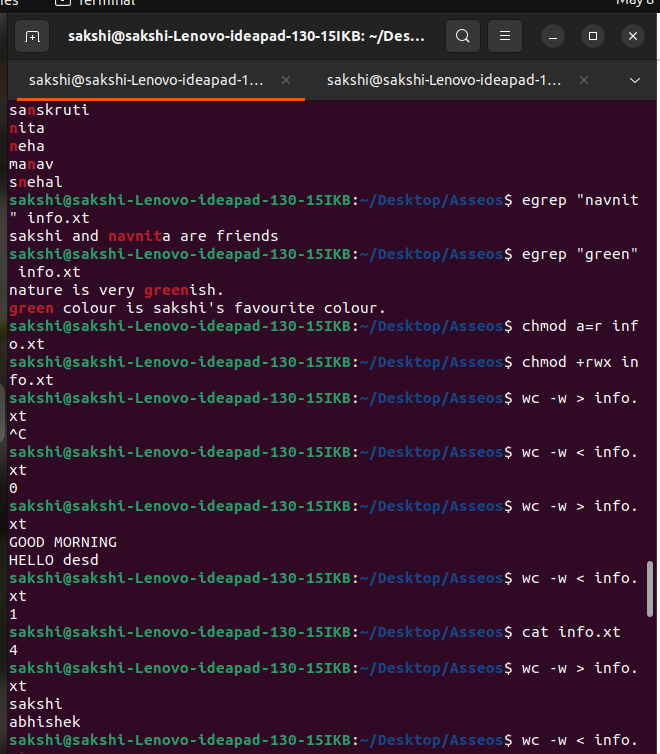 Terminal
May 8
sakshi@sakshi-Lenovo-ideapad-130-15IKB: ~/Des...
sakshi@sakshi-Lenovo-ideapad-1...
sakshi@sakshi-Lenovo-ideapad-1...
sanskruti
nita
neha
manav
snehal
sakshi@sakshi-Lenovo-ideapad-130-15IKB:~/Desktop/Asseos$ egrep "navnit
" info.xt
sakshi and navnita are friends
sakshi@sakshi-Lenovo-ideapad-130-15IKB:~/Desktop/Asseos$ egrep "green"
 info.xt
nature is very greenish.
green colour is sakshi's favourite colour.
sakshi@sakshi-Lenovo-ideapad-130-15IKB:~/Desktop/Asseos$ chmod a=r inf
o.xt
sakshi@sakshi-Lenovo-ideapad-130-15IKB:~/Desktop/Asseos$ chmod +rwx in
fo.xt
sakshi@sakshi-Lenovo-ideapad-130-15IKB:~/Desktop/Asseos$ wc -w > info.
xt
^C
sakshi@sakshi-Lenovo-ideapad-130-15IKB:~/Desktop/Asseos$ wc -w < info.
xt
0
sakshi@sakshi-Lenovo-ideapad-130-15IKB:~/Desktop/Asseos$ wc -w > info.
xt
GOOD MORNING
HELLO desd
sakshi@sakshi-Lenovo-ideapad-130-15IKB:~/Desktop/Asseos$ wc -w < info.
xt
1
sakshi@sakshi-Lenovo-ideapad-130-15IKB:~/Desktop/Asseos$ cat info.xt
4
sakshi@sakshi-Lenovo-ideapad-130-15IKB:~/Desktop/Asseos$ wc -w > info.
xt
sakshi
abhishek
sakshi@sakshi-Lenovo-ideapad-130-15IKB:~/Desktop/Asseos$ wc -w < info.